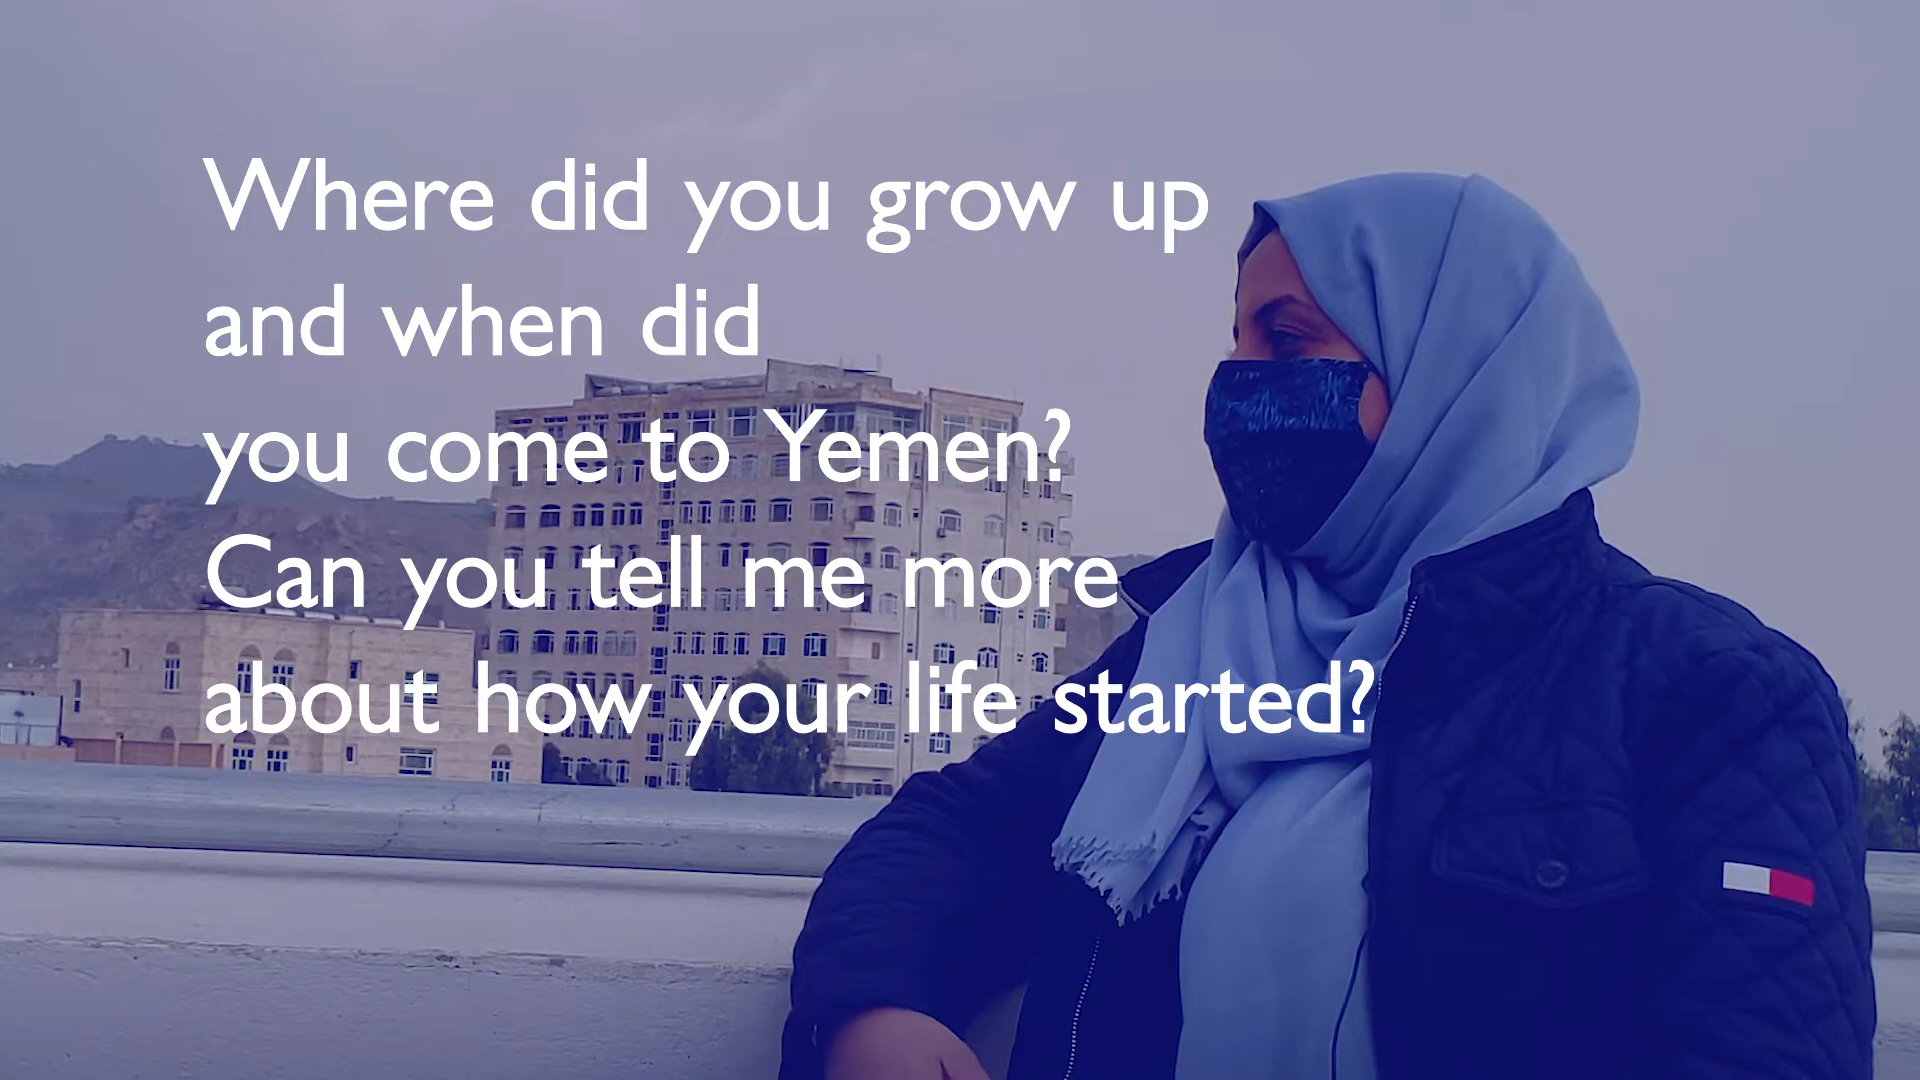 Where did you grow up
and when did
you come to Yemen?
Can you tell me more
about how your life started?